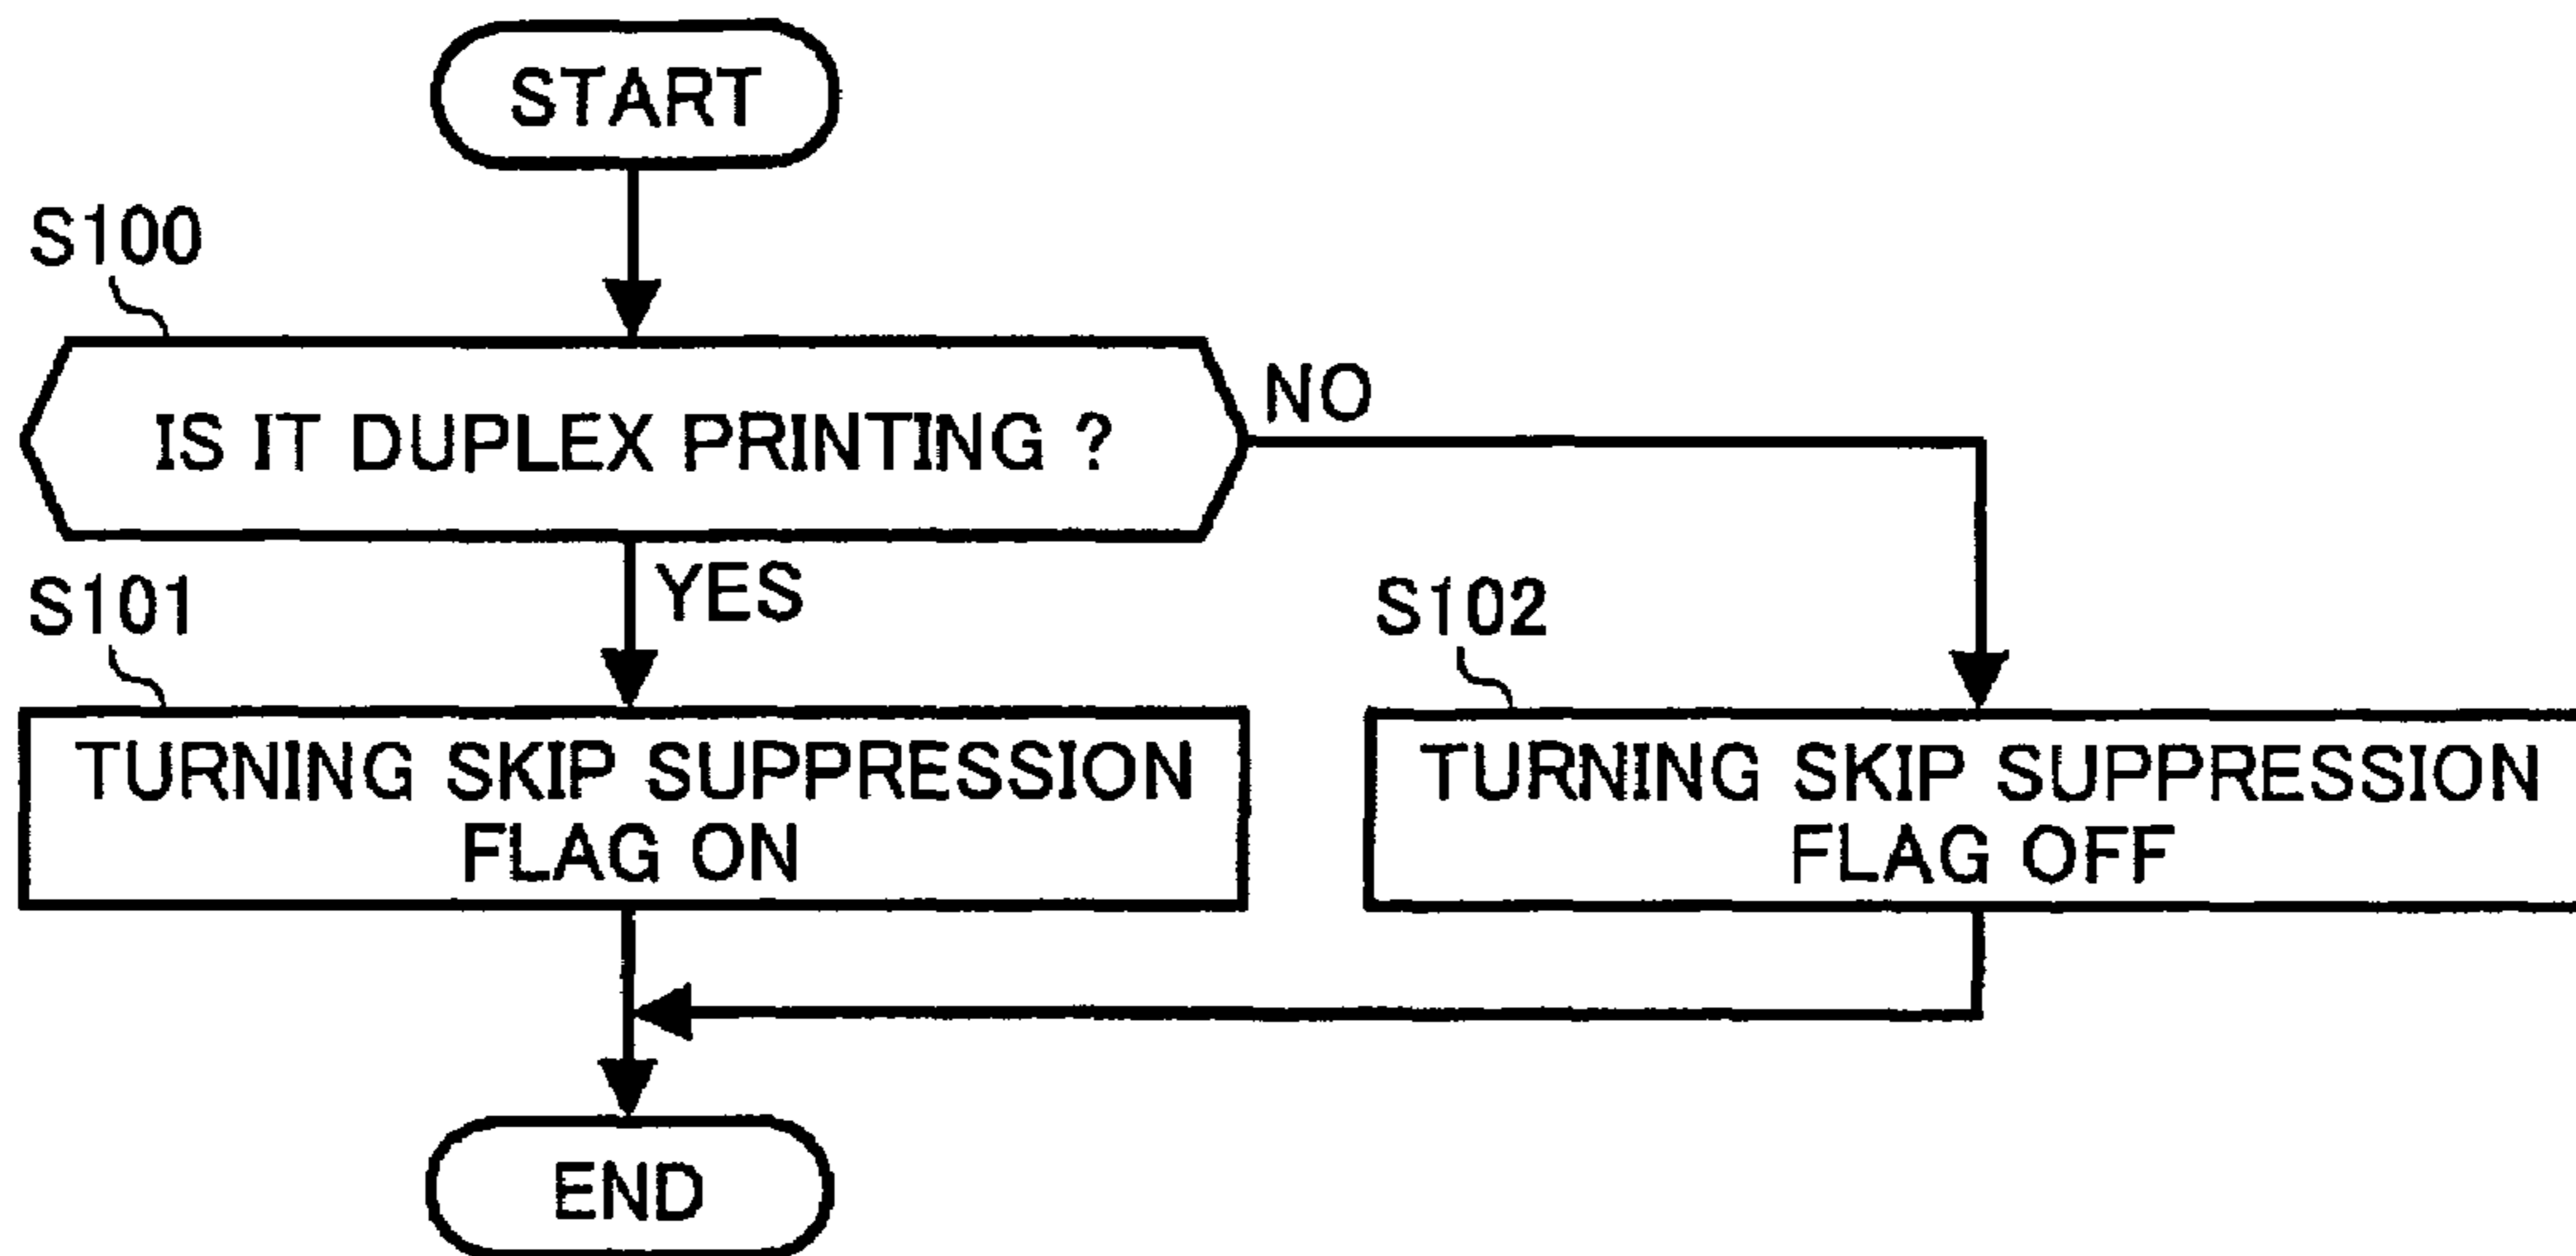 START
S100
IS IT DUPLEX PRINTING ?
NO
YES
S101
TURNING SKIP SUPPRESSION
FLAG ON
S102
TURNING SKIP SUPPRESSION
FLAG OFF
END